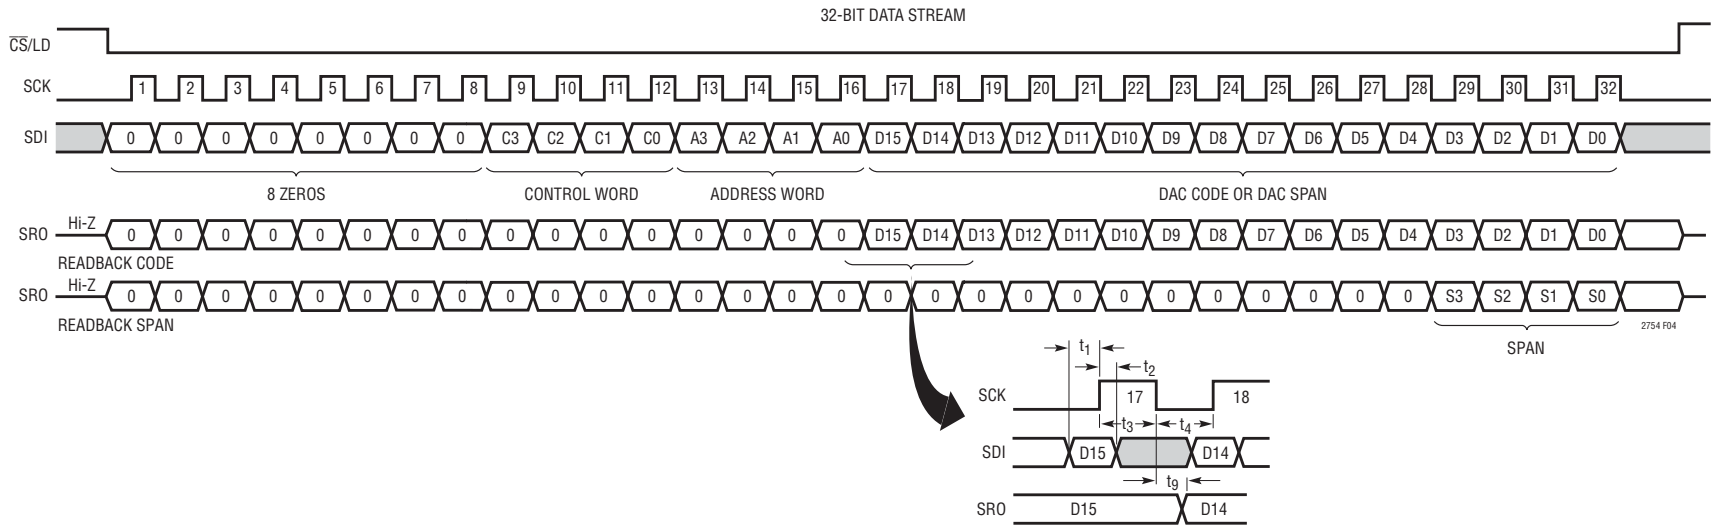 32-BIT DATA STREAM
CS/LD
SCK 1 2 3 4 5 6 7 8 9 10 11 12 13 14 15 16 17 18 19 20 21 22 23 24 25 26 27 28 29 30 31 32
SDI 0 0 0 0 0 0 0 0 C3 C2 C1 C0 A3 A2 A1 A0 D15 D14 D13 D12 D11 D10 D9 D8 D7 D6 D5 D4 D3 D2 D1 D0
8 ZEROS CONTROL WORD ADDRESS WORD DAC CODE OR DAC SPAN
SRO Hi-Z 0 0 0 0 0 0 0 0 0 0 0 0 0 0 0 0 D15 D14 D13 D12 D11 D10 D9 D8 D7 D6 D5 D4 D3 D2 D1 D0
READBACK CODE
SRO Hi-Z 0 0 0 0 0 0 0 0 0 0 0 0 0 0 0 0 0 0 0 0 0 0 0 0 0 0 0 0 S3 S2 S1 S0
READBACK SPAN
2754 F04
SPAN
t1
t2
SCK 17 18
t3 t4
SDI D15 D14
t9
SRO D15 D14